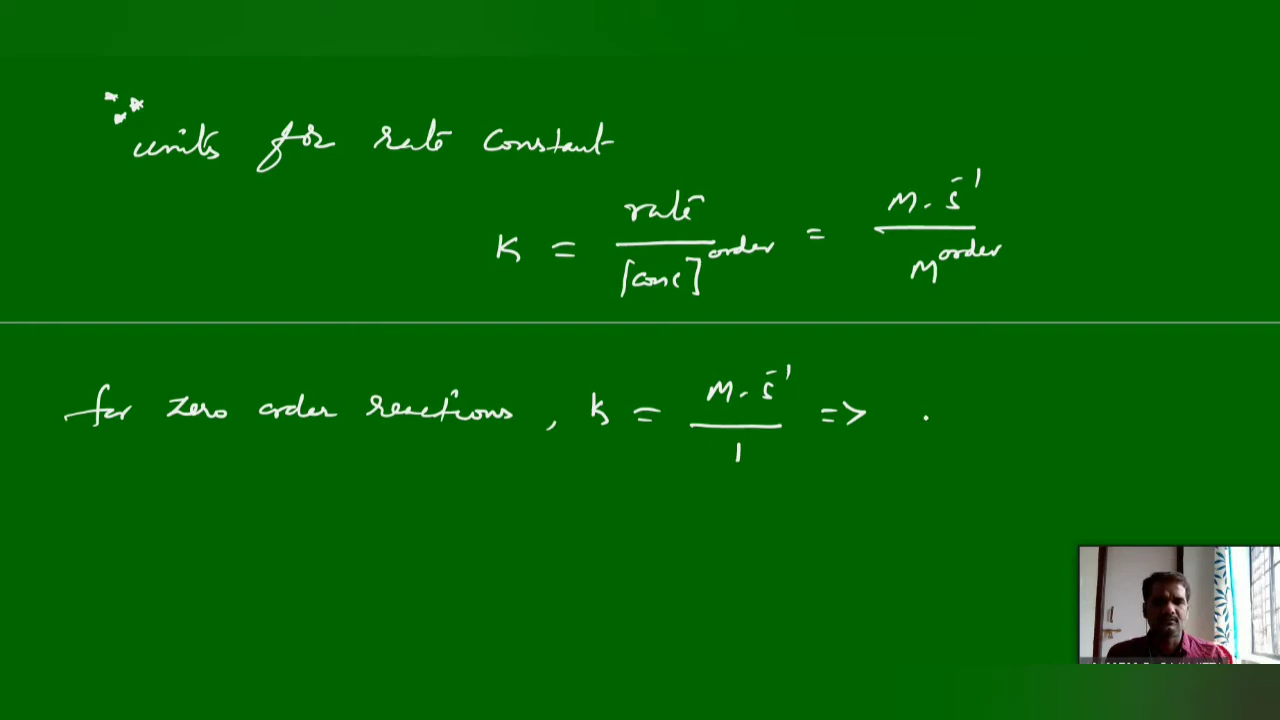 units for rate constant
K = rate / [conc]^order = M. s^-1 / M^order
for zero order reactions, k = M. s^-1 / 1 => .